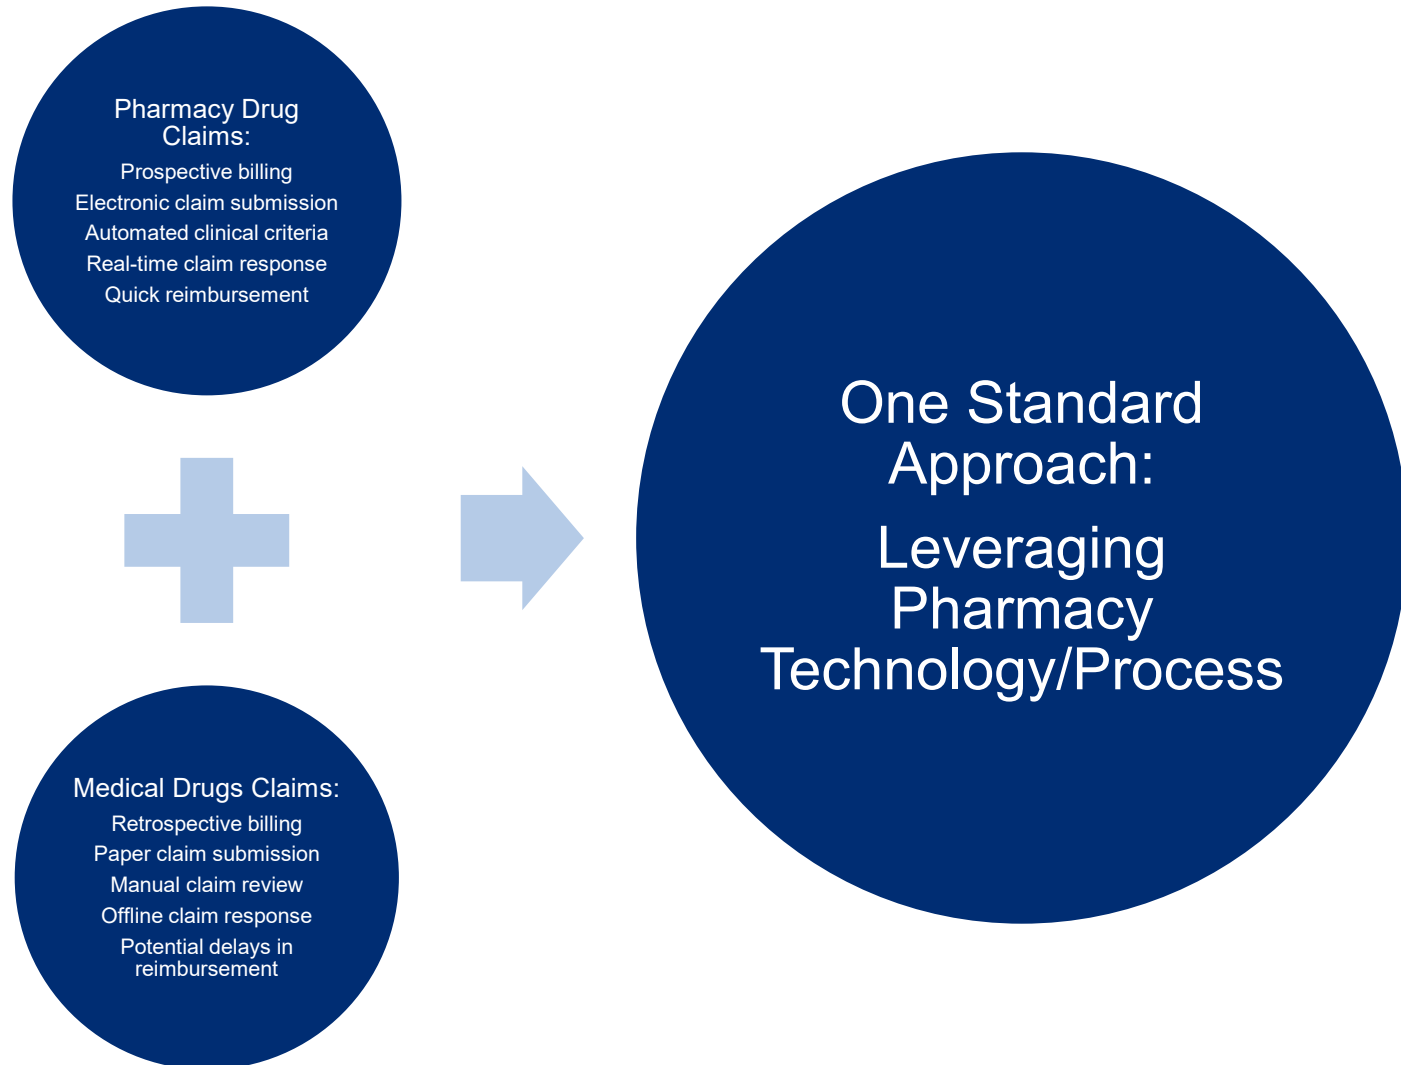 Pharmacy Drug
Claims:
Prospective billing
Electronic claim submission
Automated clinical criteria
Real-time claim response
Quick reimbursement
Medical Drugs Claims:
Retrospective billing
Paper claim submission
Manual claim review
Offline claim response
Potential delays in
reimbursement
One Standard
Approach:
Leveraging
Pharmacy
Technology/Process